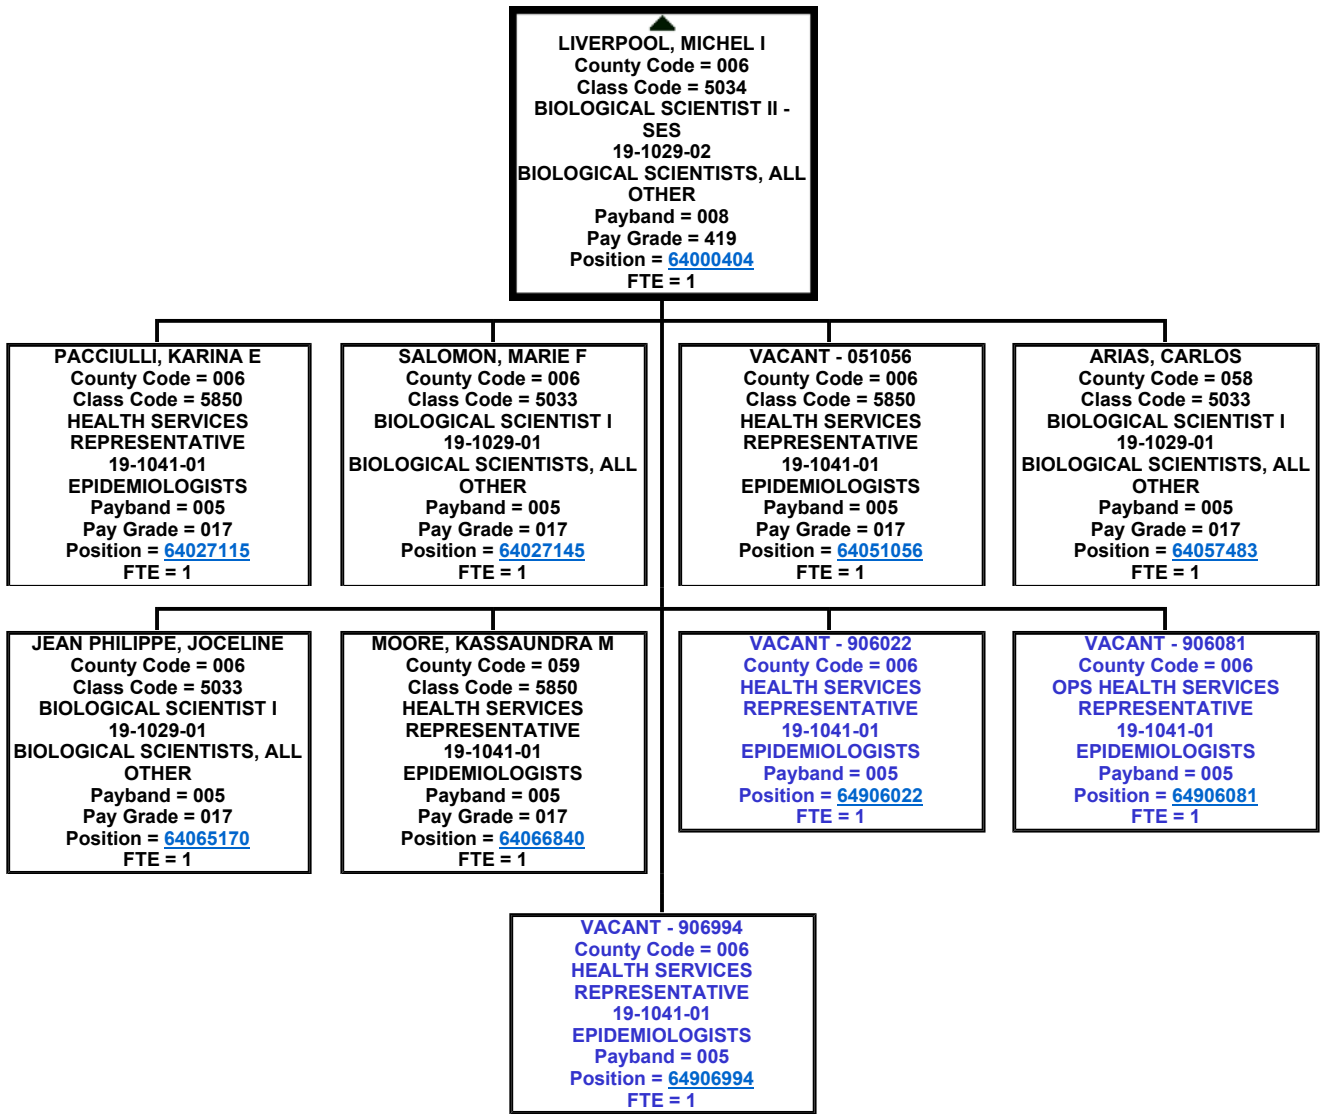 LIVERPOOL, MICHEL I
County Code = 006
Class Code = 5034
BIOLOGICAL SCIENTIST II -
SES
19-1029-02
BIOLOGICAL SCIENTISTS, ALL
OTHER
Payband = 008
Pay Grade = 419
Position = 64000404
FTE = 1
PACCIULLI, KARINA E
County Code = 006
Class Code = 5850
HEALTH SERVICES
REPRESENTATIVE
19-1041-01
EPIDEMIOLOGISTS
Payband = 005
Pay Grade = 017
Position = 64027115
FTE = 1
SALOMON, MARIE F
County Code = 006
Class Code = 5033
BIOLOGICAL SCIENTIST I
19-1029-01
BIOLOGICAL SCIENTISTS, ALL
OTHER
Payband = 005
Pay Grade = 017
Position = 64027145
FTE = 1
VACANT - 051056
County Code = 006
Class Code = 5850
HEALTH SERVICES
REPRESENTATIVE
19-1041-01
EPIDEMIOLOGISTS
Payband = 005
Pay Grade = 017
Position = 64051056
FTE = 1
ARIAS, CARLOS
County Code = 058
Class Code = 5033
BIOLOGICAL SCIENTIST I
19-1029-01
BIOLOGICAL SCIENTISTS, ALL
OTHER
Payband = 005
Pay Grade = 017
Position = 64057483
FTE = 1
JEAN PHILIPPE, JOCELINE
County Code = 006
Class Code = 5033
BIOLOGICAL SCIENTIST I
19-1029-01
BIOLOGICAL SCIENTISTS, ALL
OTHER
Payband = 005
Pay Grade = 017
Position = 64065170
FTE = 1
MOORE, KASSAUNDRA M
County Code = 059
Class Code = 5850
HEALTH SERVICES
REPRESENTATIVE
19-1041-01
EPIDEMIOLOGISTS
Payband = 005
Pay Grade = 017
Position = 64066840
FTE = 1
VACANT - 906022
County Code = 006
HEALTH SERVICES
REPRESENTATIVE
19-1041-01
EPIDEMIOLOGISTS
Payband = 005
Position = 64906022
FTE = 1
VACANT - 906081
County Code = 006
OPS HEALTH SERVICES
REPRESENTATIVE
19-1041-01
EPIDEMIOLOGISTS
Payband = 005
Position = 64906081
FTE = 1
VACANT - 906994
County Code = 006
HEALTH SERVICES
REPRESENTATIVE
19-1041-01
EPIDEMIOLOGISTS
Payband = 005
Position = 64906994
FTE = 1